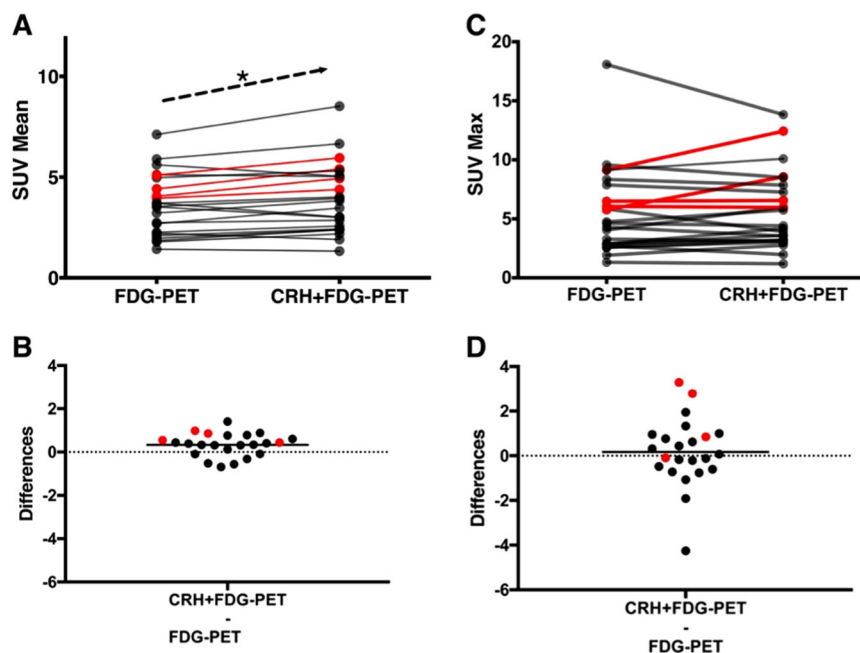 A
10
*
SUV Mean
5
0
FDG-PET
CRH+FDG-PET
B
4
2
0
-2
-4
-6
Differences
CRH+FDG-PET
-
FDG-PET
C
20
15
10
5
0
SUV Max
FDG-PET
CRH+FDG-PET
D
4
2
0
-2
-4
-6
Differences
CRH+FDG-PET
-
FDG-PET